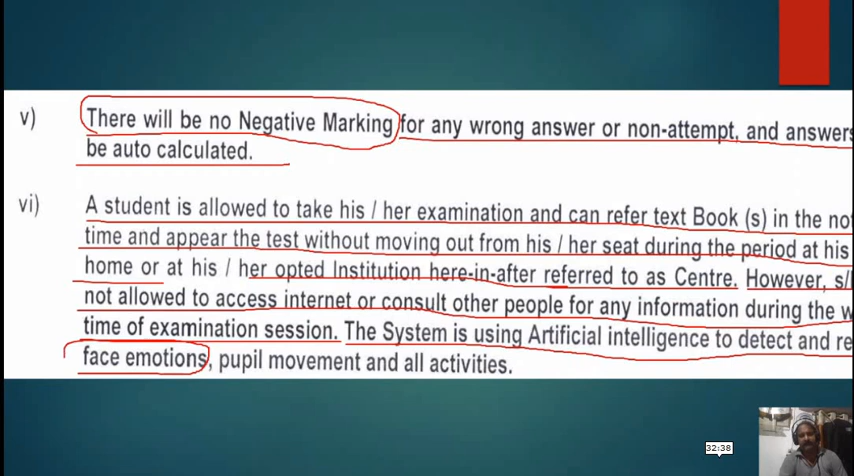 v) There will be no Negative Marking for any wrong answer or non-attempt, and answers
be auto calculated.
vi) A student is allowed to take his / her examination and can refer text Book (s) in the
time and appear the test without moving out from his / her seat during the period at his
home or at his / her opted Institution here-in-after referred to as Centre. However,
not allowed to access internet or consult other people for any information during the
time of examination session. The System is using Artificial intelligence to detect and
face emotions, pupil movement and all activities.
32:38